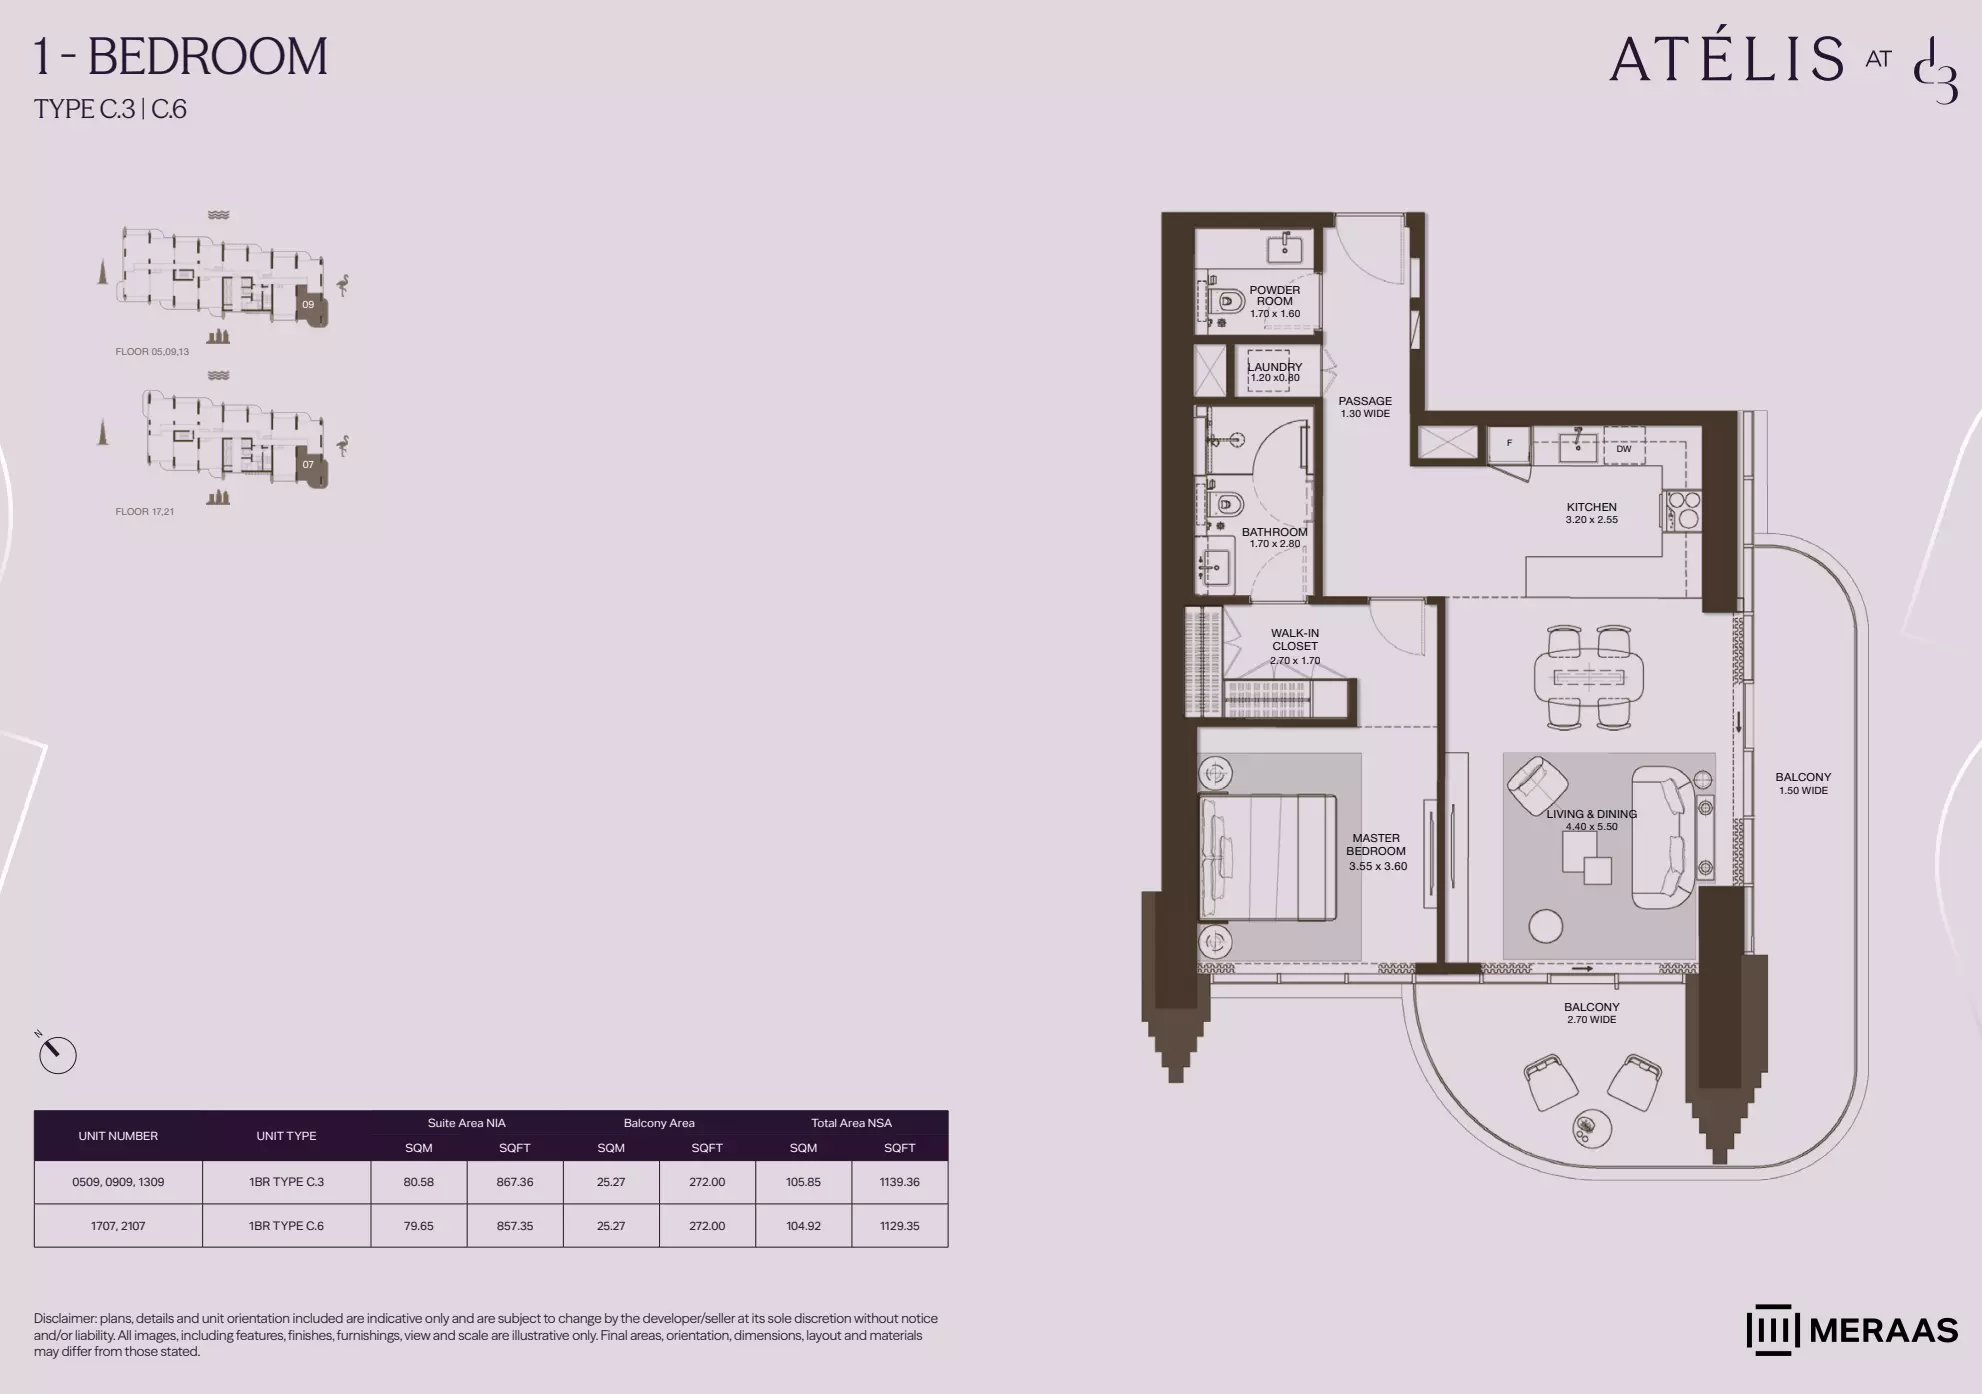 1 - BEDROOM
TYPE C.3 | C.6
ATÉLIS AT d3
09
FLOOR 05,09,13
07
FLOOR 17,21
POWDER
ROOM
1.70 x 1.60
LAUNDRY
1.20 x0.80
PASSAGE
1.30 WIDE
F
DW
KITCHEN
3.20 x 2.55
BATHROOM
1.70 x 2.80
WALK-IN
CLOSET
2.70 x 1.70
BALCONY
1.50 WIDE
LIVING & DINING
4.40 x 5.50
MASTER
BEDROOM
3.55 x 3.60
BALCONY
2.70 WIDE
N
UNIT NUMBER UNIT TYPE Suite Area NIA Balcony Area Total Area NSA
SQM SQFT SQM SQFT SQM SQFT
0509, 0909, 1309 1BR TYPE C.3 80.58 867.36 25.27 272.00 105.85 1139.36
1707, 2107 1BR TYPE C.6 79.65 857.35 25.27 272.00 104.92 1129.35
Disclaimer: plans, details and unit orientation included are indicative only and are subject to change by the developer/seller at its sole discretion without notice
and/or liability. All images, including features, finishes, furnishings, view and scale are illustrative only. Final areas, orientation, dimensions, layout and materials
may differ from those stated.
MERAAS